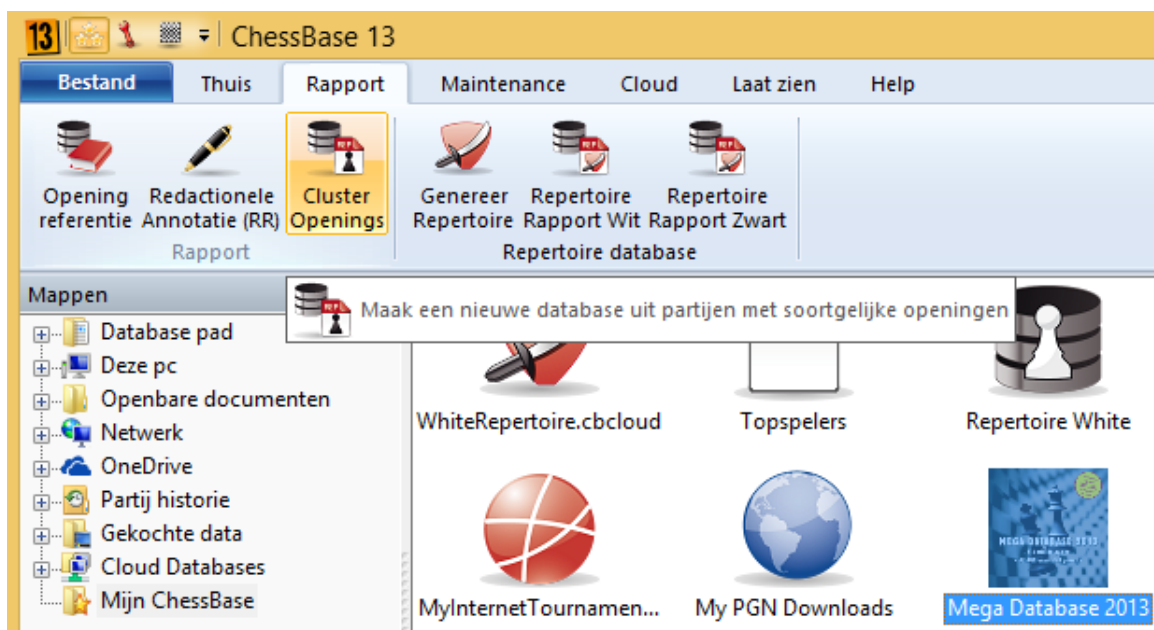 13 ChessBase 13
Bestand Thuis Rapport Maintenance Cloud Laat zien Help
Opening Redactionele Cluster Genereer Repertoire Repertoire
referentie Annotatie (RR) Openings Repertoire Rapport Wit Rapport Zwart
Rapport Repertoire database
Mappen
Maak een nieuwe database uit partijen met soortgelijke openingen
Database pad
Deze pc
Openbare documenten
Netwerk
OneDrive
Partij historie
Gekochte data
Cloud Databases
Mijn ChessBase
WhiteRepertoire.cbcloud Topspelers Repertoire White
MEGA DATABASE 2013
MyInternetTournamen... My PGN Downloads Mega Database 2013